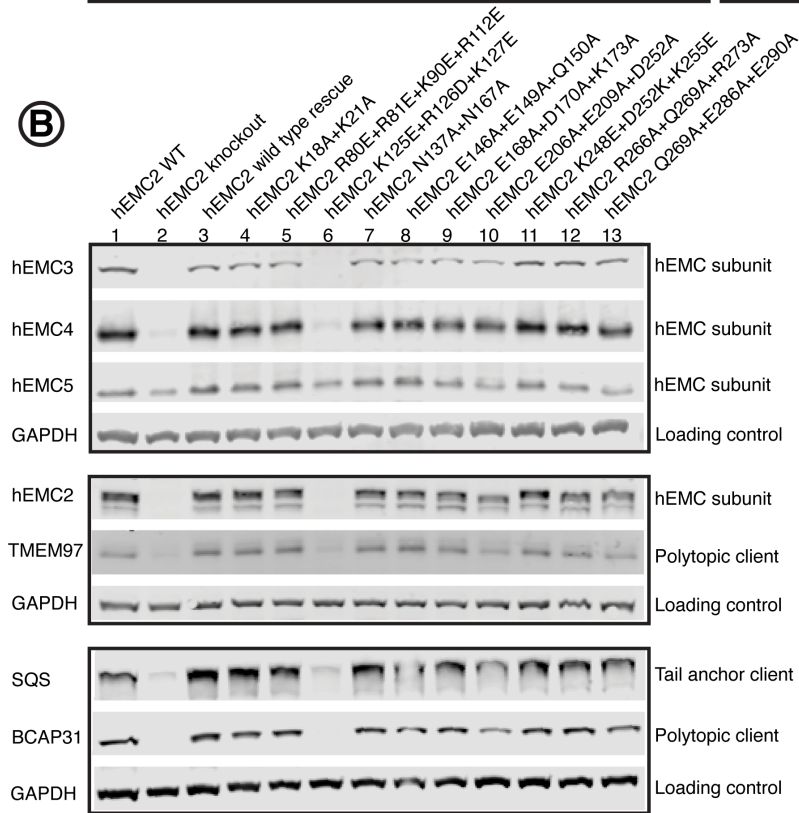 B
hEMC2 WT
hEMC2 knockout
hEMC2 wild type rescue
hEMC2 K18A+K21A
hEMC2 R80E+R81E+K90E+R112E
hEMC2 K125E+R126D+K127E
hEMC2 N137A+N167A
hEMC2 E146A+E149A+Q150A
hEMC2 E168A+D170A+K173A
hEMC2 E206A+E209A+D252A
hEMC2 K248E+D252K+K255E
hEMC2 R266A+Q269A+R273A
hEMC2 Q269A+E286A+E290A
1 2 3 4 5 6 7 8 9 10 11 12 13
hEMC3 hEMC subunit
hEMC4 hEMC subunit
hEMC5 hEMC subunit
GAPDH Loading control
hEMC2 hEMC subunit
TMEM97 Polytopic client
GAPDH Loading control
SQS Tail anchor client
BCAP31 Polytopic client
GAPDH Loading control